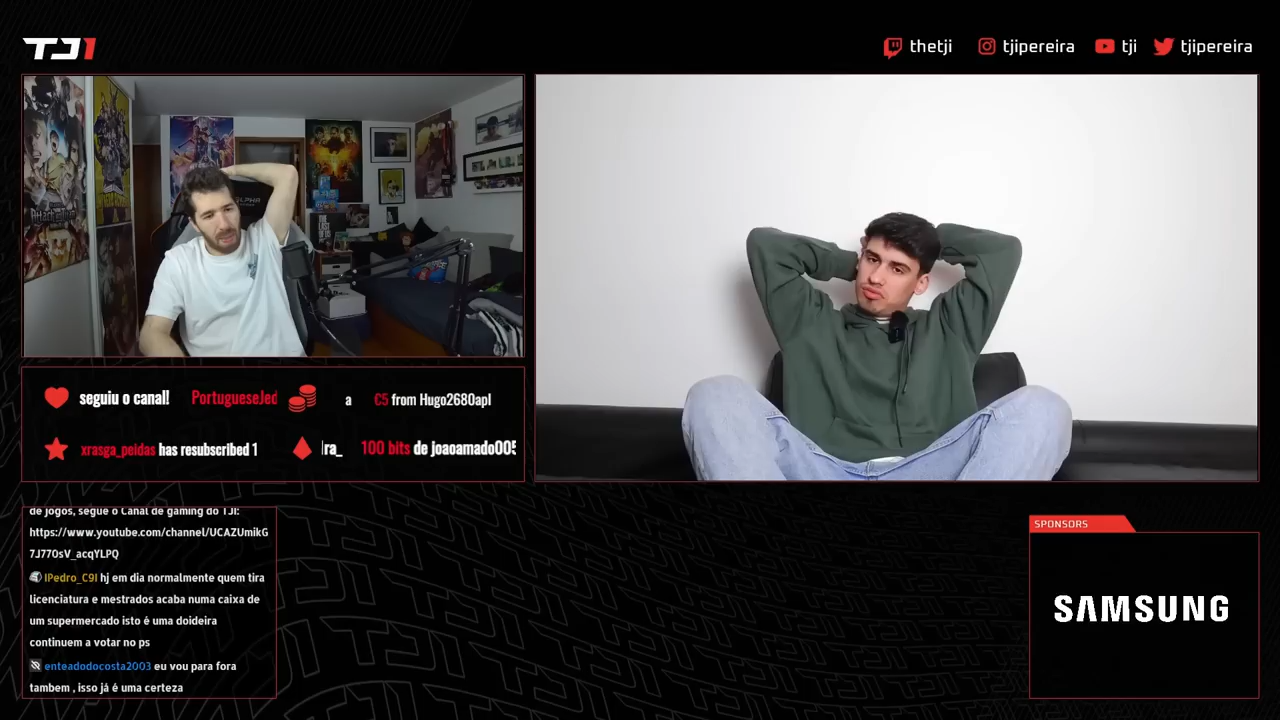 TJ1
thetji
tjipereira
tji
tjipereira
seguiu o canal! PortugueseJed
a €5 from Hugo2680apl
xrasga_peidas has resubscribed 1
ra_ 100 bits de joaoamado005
de jogos, segue o Canal de gaming do TJI:
https://www.youtube.com/channel/UCAZUmikG
7J77OsV_acqYLPQ
lPedro_C9l hj em dia normalmente quem tira
licenciatura e mestrados acaba numa caixa de
um supermercado isto é uma doideira
continuem a votar no ps
enteadodocosta2003 eu vou para fora
tambem , isso já é uma certeza
SPONSORS
SAMSUNG